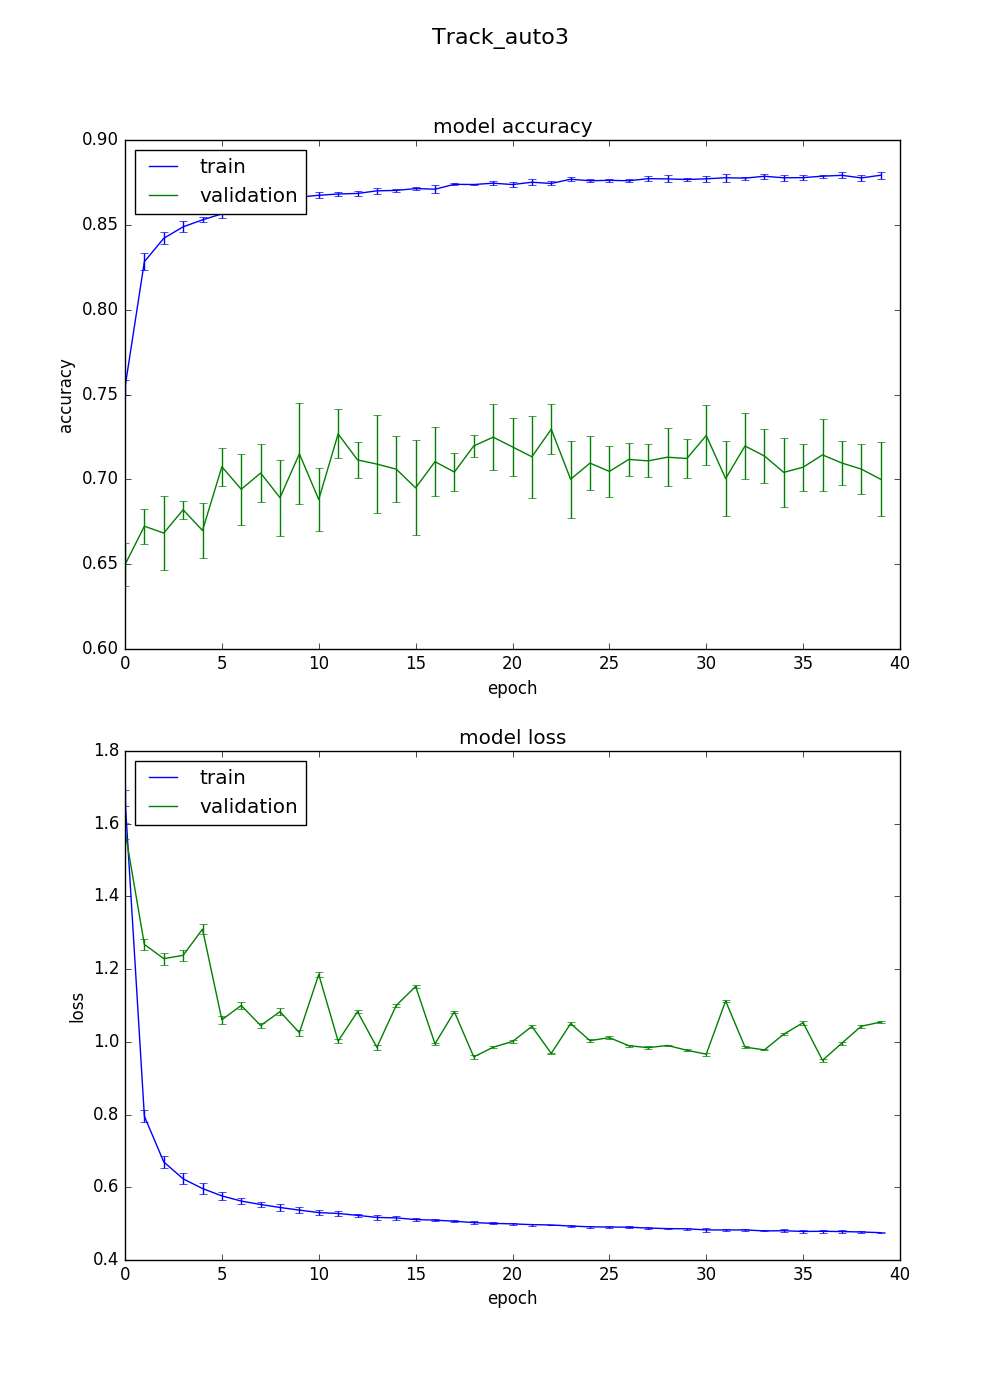 Track_auto3
model accuracy
0.90
0.85
0.80
0.75
0.70
0.65
0.60
accuracy
train
validation
0 5 10 15 20 25 30 35 40
epoch
model loss
1.8
1.6
1.4
1.2
1.0
0.8
0.6
0.4
loss
train
validation
0 5 10 15 20 25 30 35 40
epoch